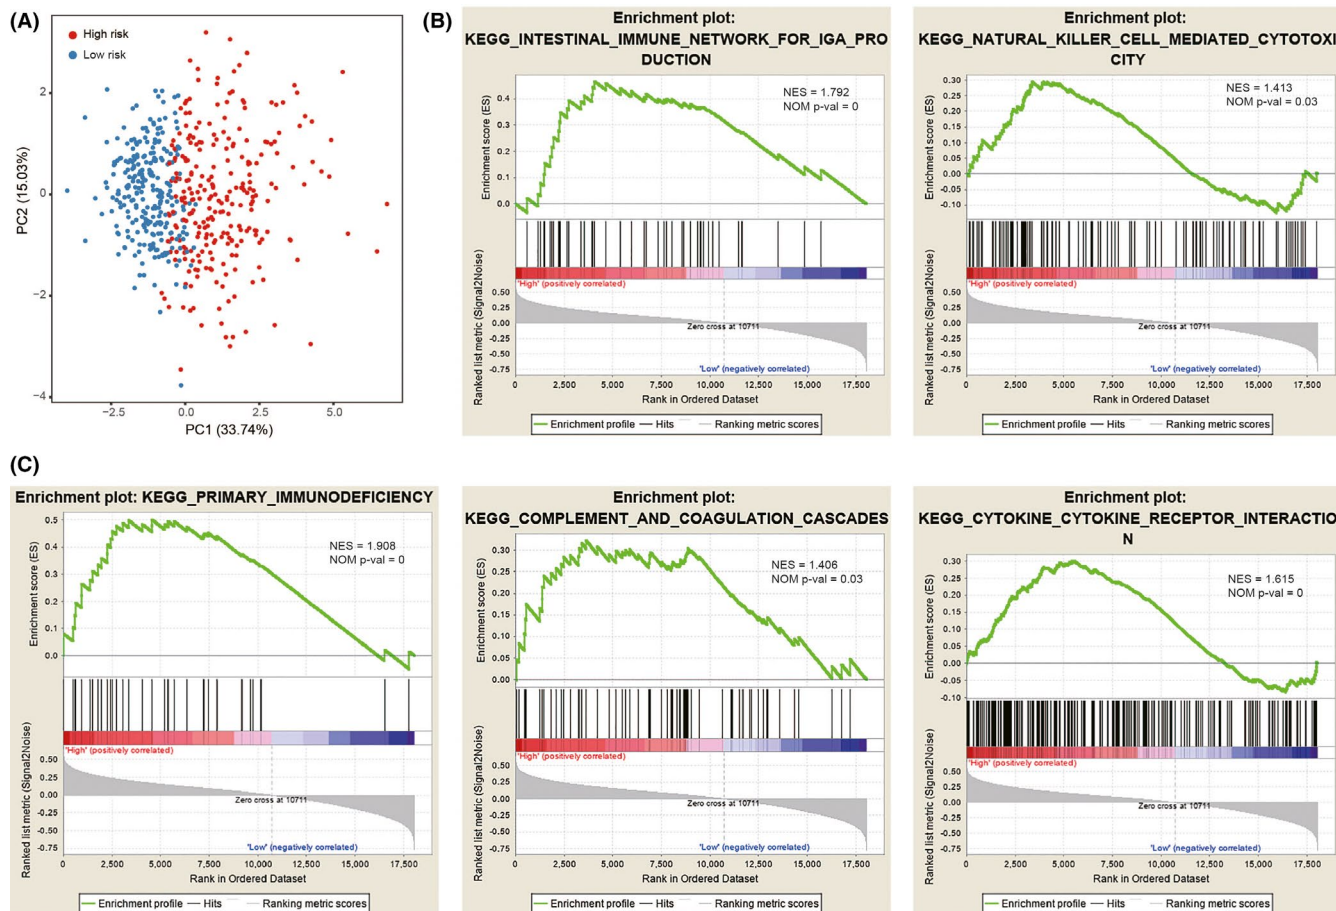 (A)
High risk
Low risk
PC2 (15.03%)
2
0
−2
−4
−2.5
0.0
2.5
5.0
PC1 (33.74%)
(B)
Enrichment plot:
KEGG_INTESTINAL_IMMUNE_NETWORK_FOR_IGA_PRO
DUCTION
NES = 1.792
NOM p-val = 0
Enrichment score (ES)
0.4
0.3
0.2
0.1
0.0
'High' (positively correlated)
Ranked list metric (Signal2Noise)
0.50
0.25
0.00
-0.25
-0.50
-0.75
Zero cross at 10711
'Low' (negatively correlated)
0 2,500 5,000 7,500 10,000 12,500 15,000 17,500
Rank in Ordered Dataset
Enrichment profile Hits Ranking metric scores
Enrichment plot:
KEGG_NATURAL_KILLER_CELL_MEDIATED_CYTOTOXI
CITY
NES = 1.413
NOM p-val = 0.03
Enrichment score (ES)
0.30
0.25
0.20
0.15
0.10
0.05
0.00
-0.05
-0.10
'High' (positively correlated)
Ranked list metric (Signal2Noise)
0.50
0.25
0.00
-0.25
-0.50
-0.75
Zero cross at 10711
'Low' (negatively correlated)
0 2,500 5,000 7,500 10,000 12,500 15,000 17,500
Rank in Ordered Dataset
Enrichment profile Hits Ranking metric scores
(C)
Enrichment plot: KEGG_PRIMARY_IMMUNODEFICIENCY
NES = 1.908
NOM p-val = 0
Enrichment score (ES)
0.5
0.4
0.3
0.2
0.1
0.0
'High' (positively correlated)
Ranked list metric (Signal2Noise)
0.50
0.25
0.00
-0.25
-0.50
-0.75
Zero cross at 10711
'Low' (negatively correlated)
0 2,500 5,000 7,500 10,000 12,500 15,000 17,500
Rank in Ordered Dataset
Enrichment profile Hits Ranking metric scores
Enrichment plot:
KEGG_COMPLEMENT_AND_COAGULATION_CASCADES
NES = 1.406
NOM p-val = 0.03
Enrichment score (ES)
0.30
0.25
0.20
0.15
0.10
0.05
0.00
'High' (positively correlated)
Ranked list metric (Signal2Noise)
0.50
0.25
0.00
-0.25
-0.50
-0.75
Zero cross at 10711
'Low' (negatively correlated)
0 2,500 5,000 7,500 10,000 12,500 15,000 17,500
Rank in Ordered Dataset
Enrichment profile Hits Ranking metric scores
Enrichment plot:
KEGG_CYTOKINE_CYTOKINE_RECEPTOR_INTERACTIO
N
NES = 1.615
NOM p-val = 0
Enrichment score (ES)
0.30
0.25
0.20
0.15
0.10
0.05
0.00
-0.05
-0.10
'High' (positively correlated)
Ranked list metric (Signal2Noise)
0.50
0.25
0.00
-0.25
-0.50
-0.75
Zero cross at 10711
'Low' (negatively correlated)
0 2,500 5,000 7,500 10,000 12,500 15,000 17,500
Rank in Ordered Dataset
Enrichment profile Hits Ranking metric scores